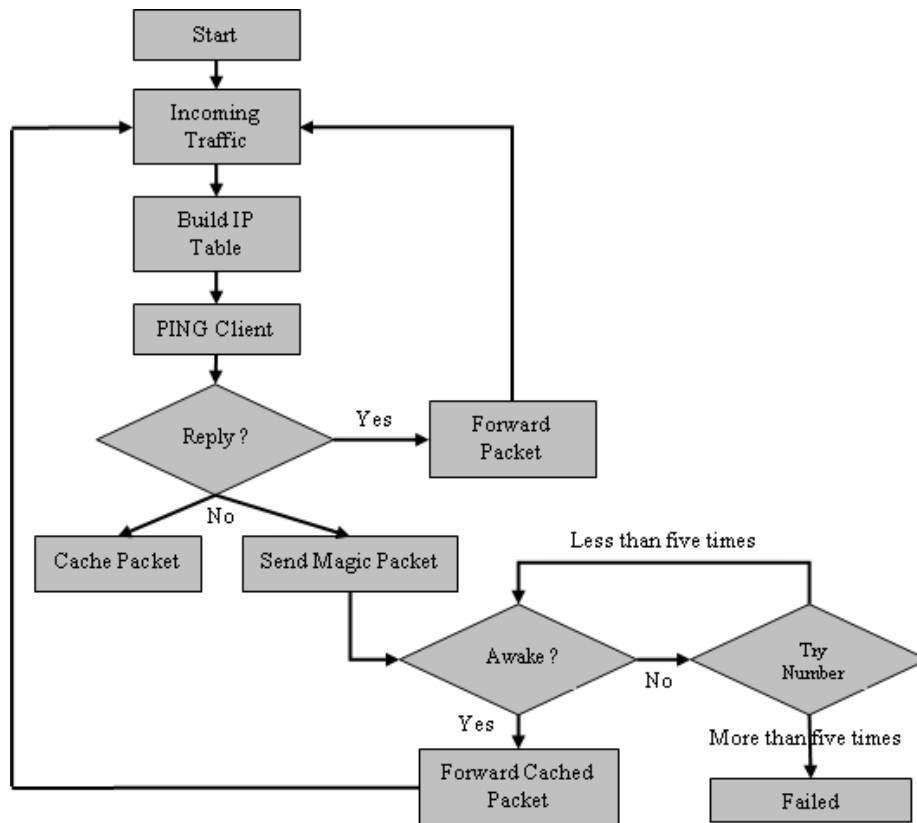 Start
Incoming
Traffic
Build IP
Table
PING Client
Reply ?
Yes
Forward
Packet
No
Cache Packet
Send Magic Packet
Less than five times
Awake ?
No
Try
Number
Yes
More than five times
Forward Cached
Packet
Failed